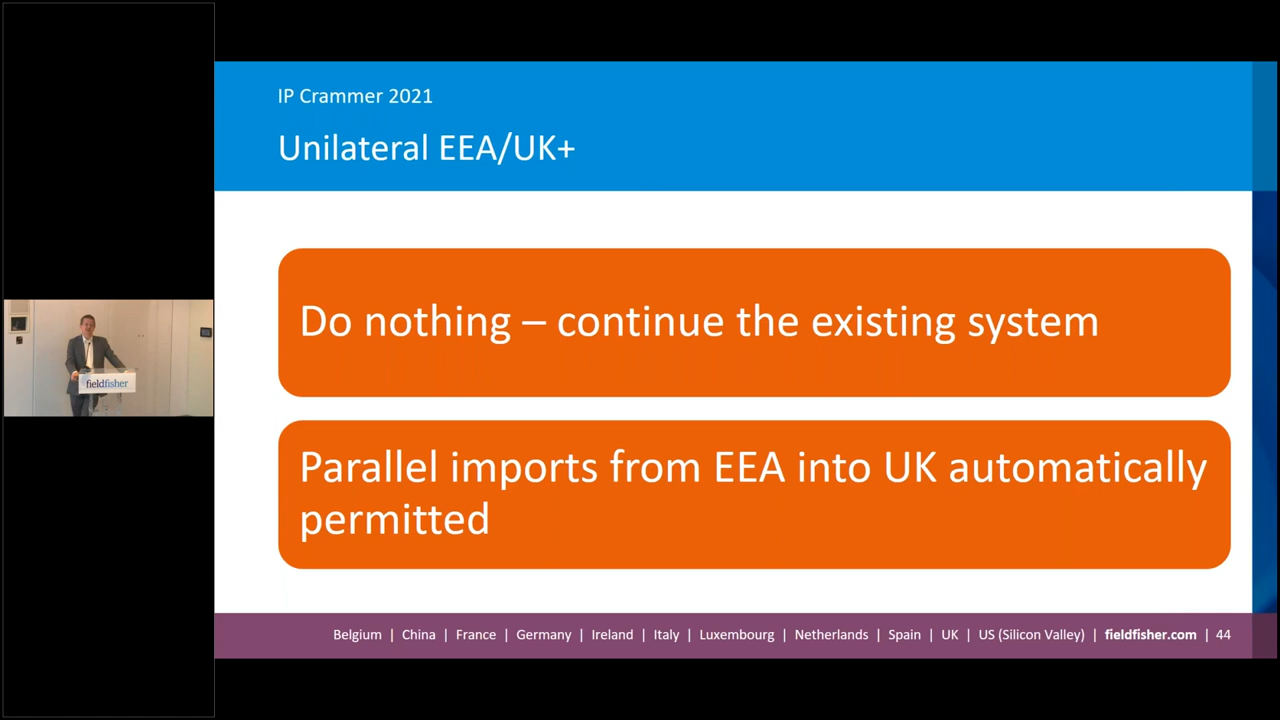 IP Crammer 2021
Unilateral EEA/UK+
Do nothing – continue the existing system
Parallel imports from EEA into UK automatically
permitted
fieldfisher
Belgium | China | France | Germany | Ireland | Italy | Luxembourg | Netherlands | Spain | UK | US (Silicon Valley) | fieldfisher.com | 44